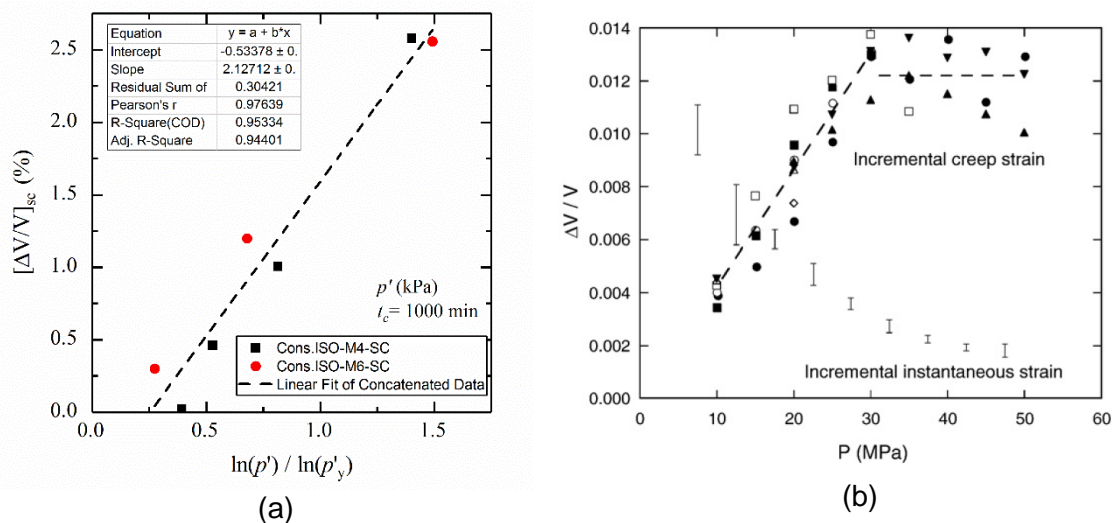 Equation y = a + b*x
Intercept -0.53378 ± 0.
Slope 2.12712 ± 0.
Residual Sum of 0.30421
Pearson's r 0.97639
R-Square(COD) 0.95334
Adj. R-Square 0.94401
2.5
2.0
1.5
1.0
0.5
0.0
[ΔV/V]sc (%)
p' (kPa)
tc= 1000 min
Cons.ISO-M4-SC
Cons.ISO-M6-SC
Linear Fit of Concatenated Data
0.0 0.5 1.0 1.5
ln(p') / ln(p'y)
(a)
0.014
0.012
0.010
0.008
0.006
0.004
0.002
0.000
ΔV / V
Incremental creep strain
Incremental instantaneous strain
0 10 20 30 40 50 60
P (MPa)
(b)